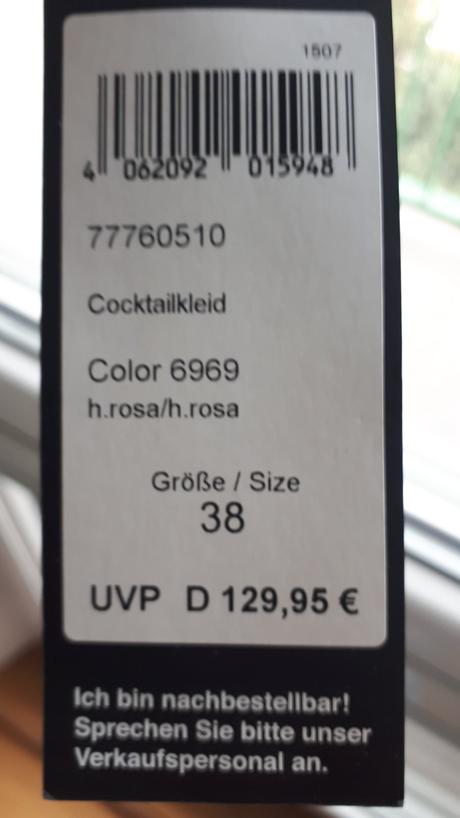 1507
4 062092 015948
77760510
Cocktailkleid
Color 6969
h.rosa/h.rosa
Größe / Size
38
UVP D 129,95 €
Ich bin nachbestellbar!
Sprechen Sie bitte unser
Verkaufspersonal an.